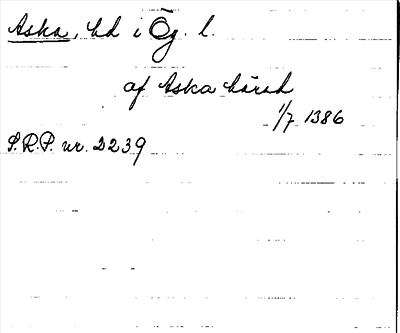 Aska, hd i Ög. l.
af Aska härad
1/7 1386
S.R.P. nr. 2239